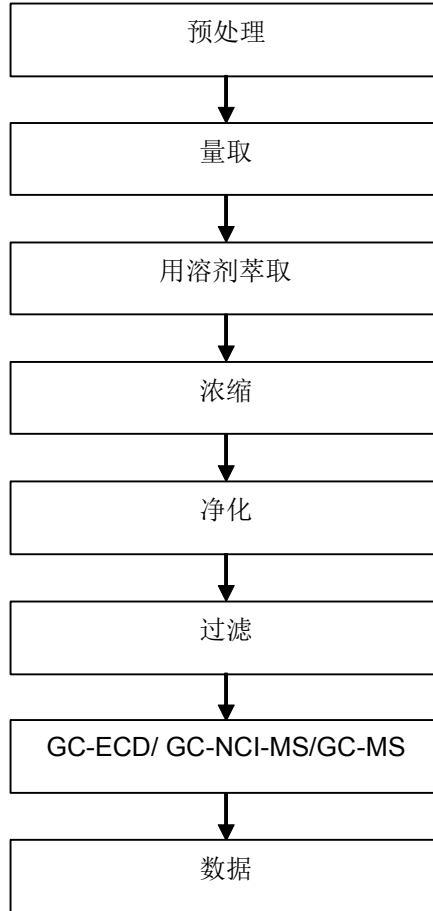 预处理
量取
用溶剂萃取
浓缩
净化
过滤
GC-ECD/ GC-NCI-MS/GC-MS
数据